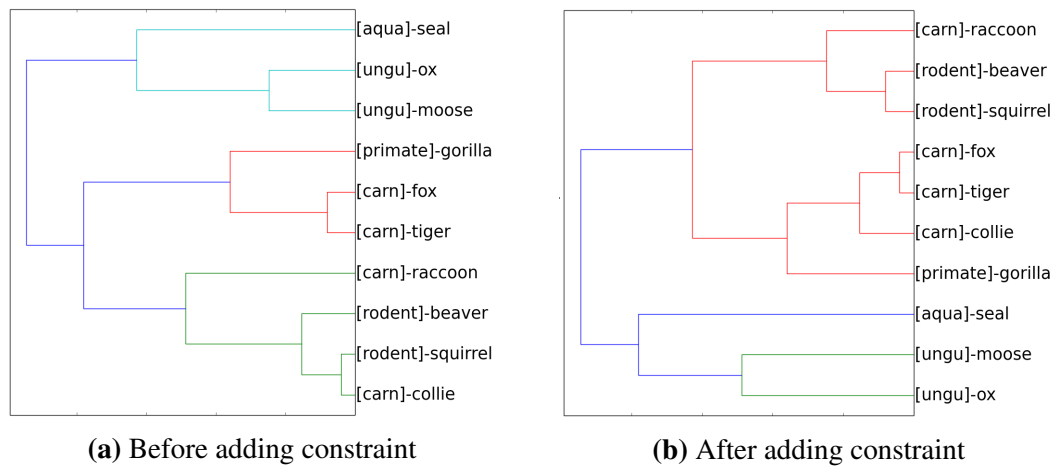 [aqua]-seal
[ungu]-ox
[ungu]-moose
[primate]-gorilla
[carn]-fox
[carn]-tiger
[carn]-raccoon
[rodent]-beaver
[rodent]-squirrel
[carn]-collie
(a) Before adding constraint
[carn]-raccoon
[rodent]-beaver
[rodent]-squirrel
[carn]-fox
[carn]-tiger
[carn]-collie
[primate]-gorilla
[aqua]-seal
[ungu]-moose
[ungu]-ox
(b) After adding constraint